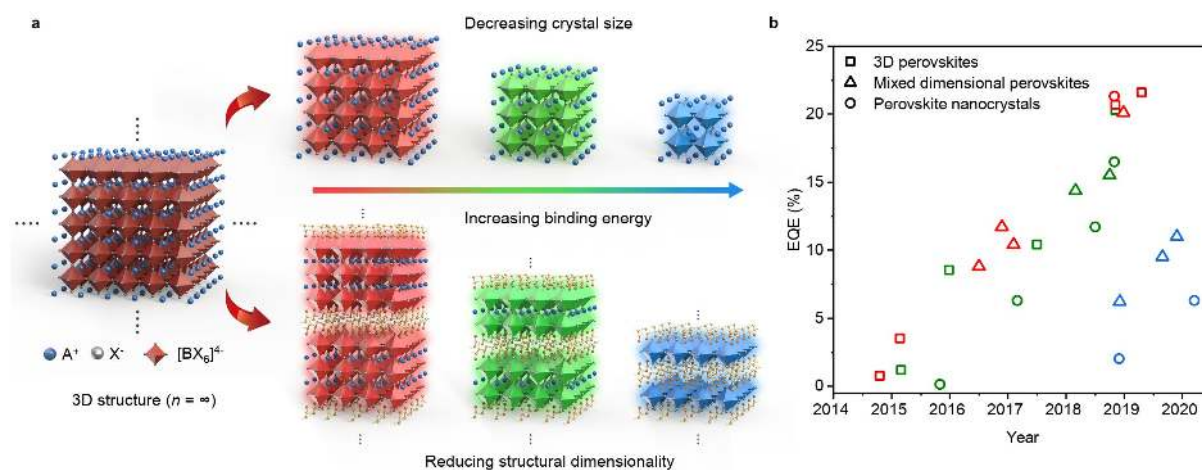 a
Decreasing crystal size
Increasing binding energy
A⁺ X⁻ [BX₆]⁴⁻
3D structure (n = ∞)
Reducing structural dimensionality
b
25
20
15
10
5
0
EQE (%)
3D perovskites
Mixed dimensional perovskites
Perovskite nanocrystals
2014 2015 2016 2017 2018 2019 2020
Year